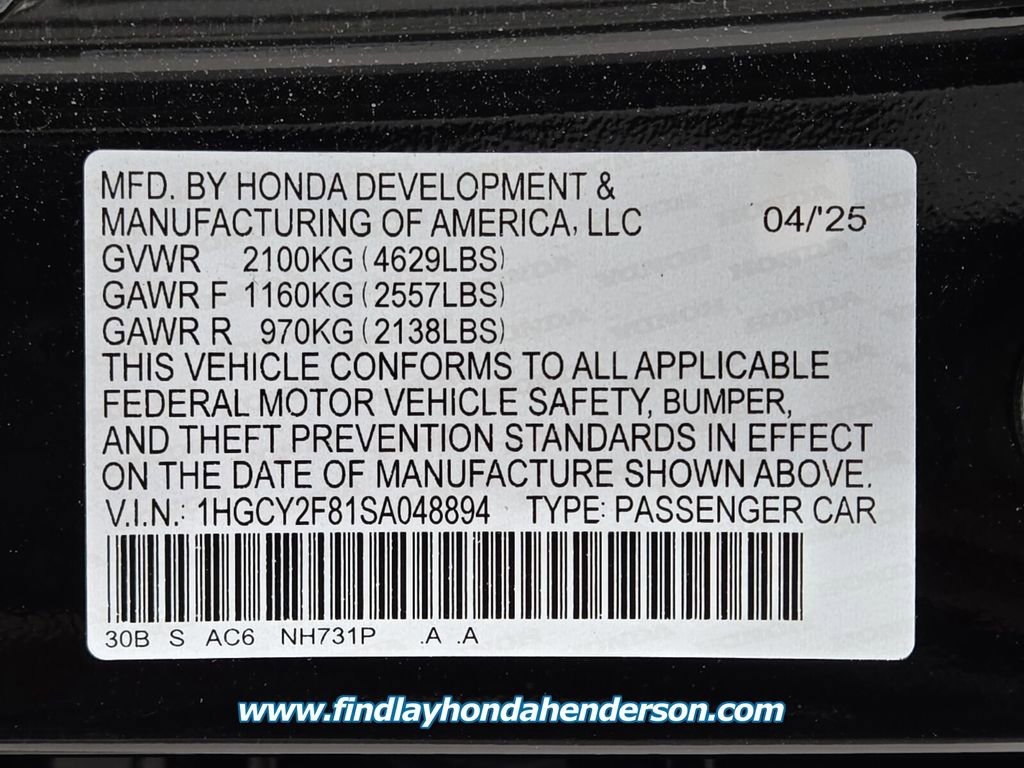 MFD. BY HONDA DEVELOPMENT &
MANUFACTURING OF AMERICA, LLC 04/'25
GVWR 2100KG (4629LBS)
GAWR F 1160KG (2557LBS)
GAWR R 970KG (2138LBS)
THIS VEHICLE CONFORMS TO ALL APPLICABLE
FEDERAL MOTOR VEHICLE SAFETY, BUMPER,
AND THEFT PREVENTION STANDARDS IN EFFECT
ON THE DATE OF MANUFACTURE SHOWN ABOVE.
V.I.N.: 1HGCY2F81SA048894 TYPE: PASSENGER CAR
30B S AC6 NH731P .A .A
www.findlayhondahenderson.com